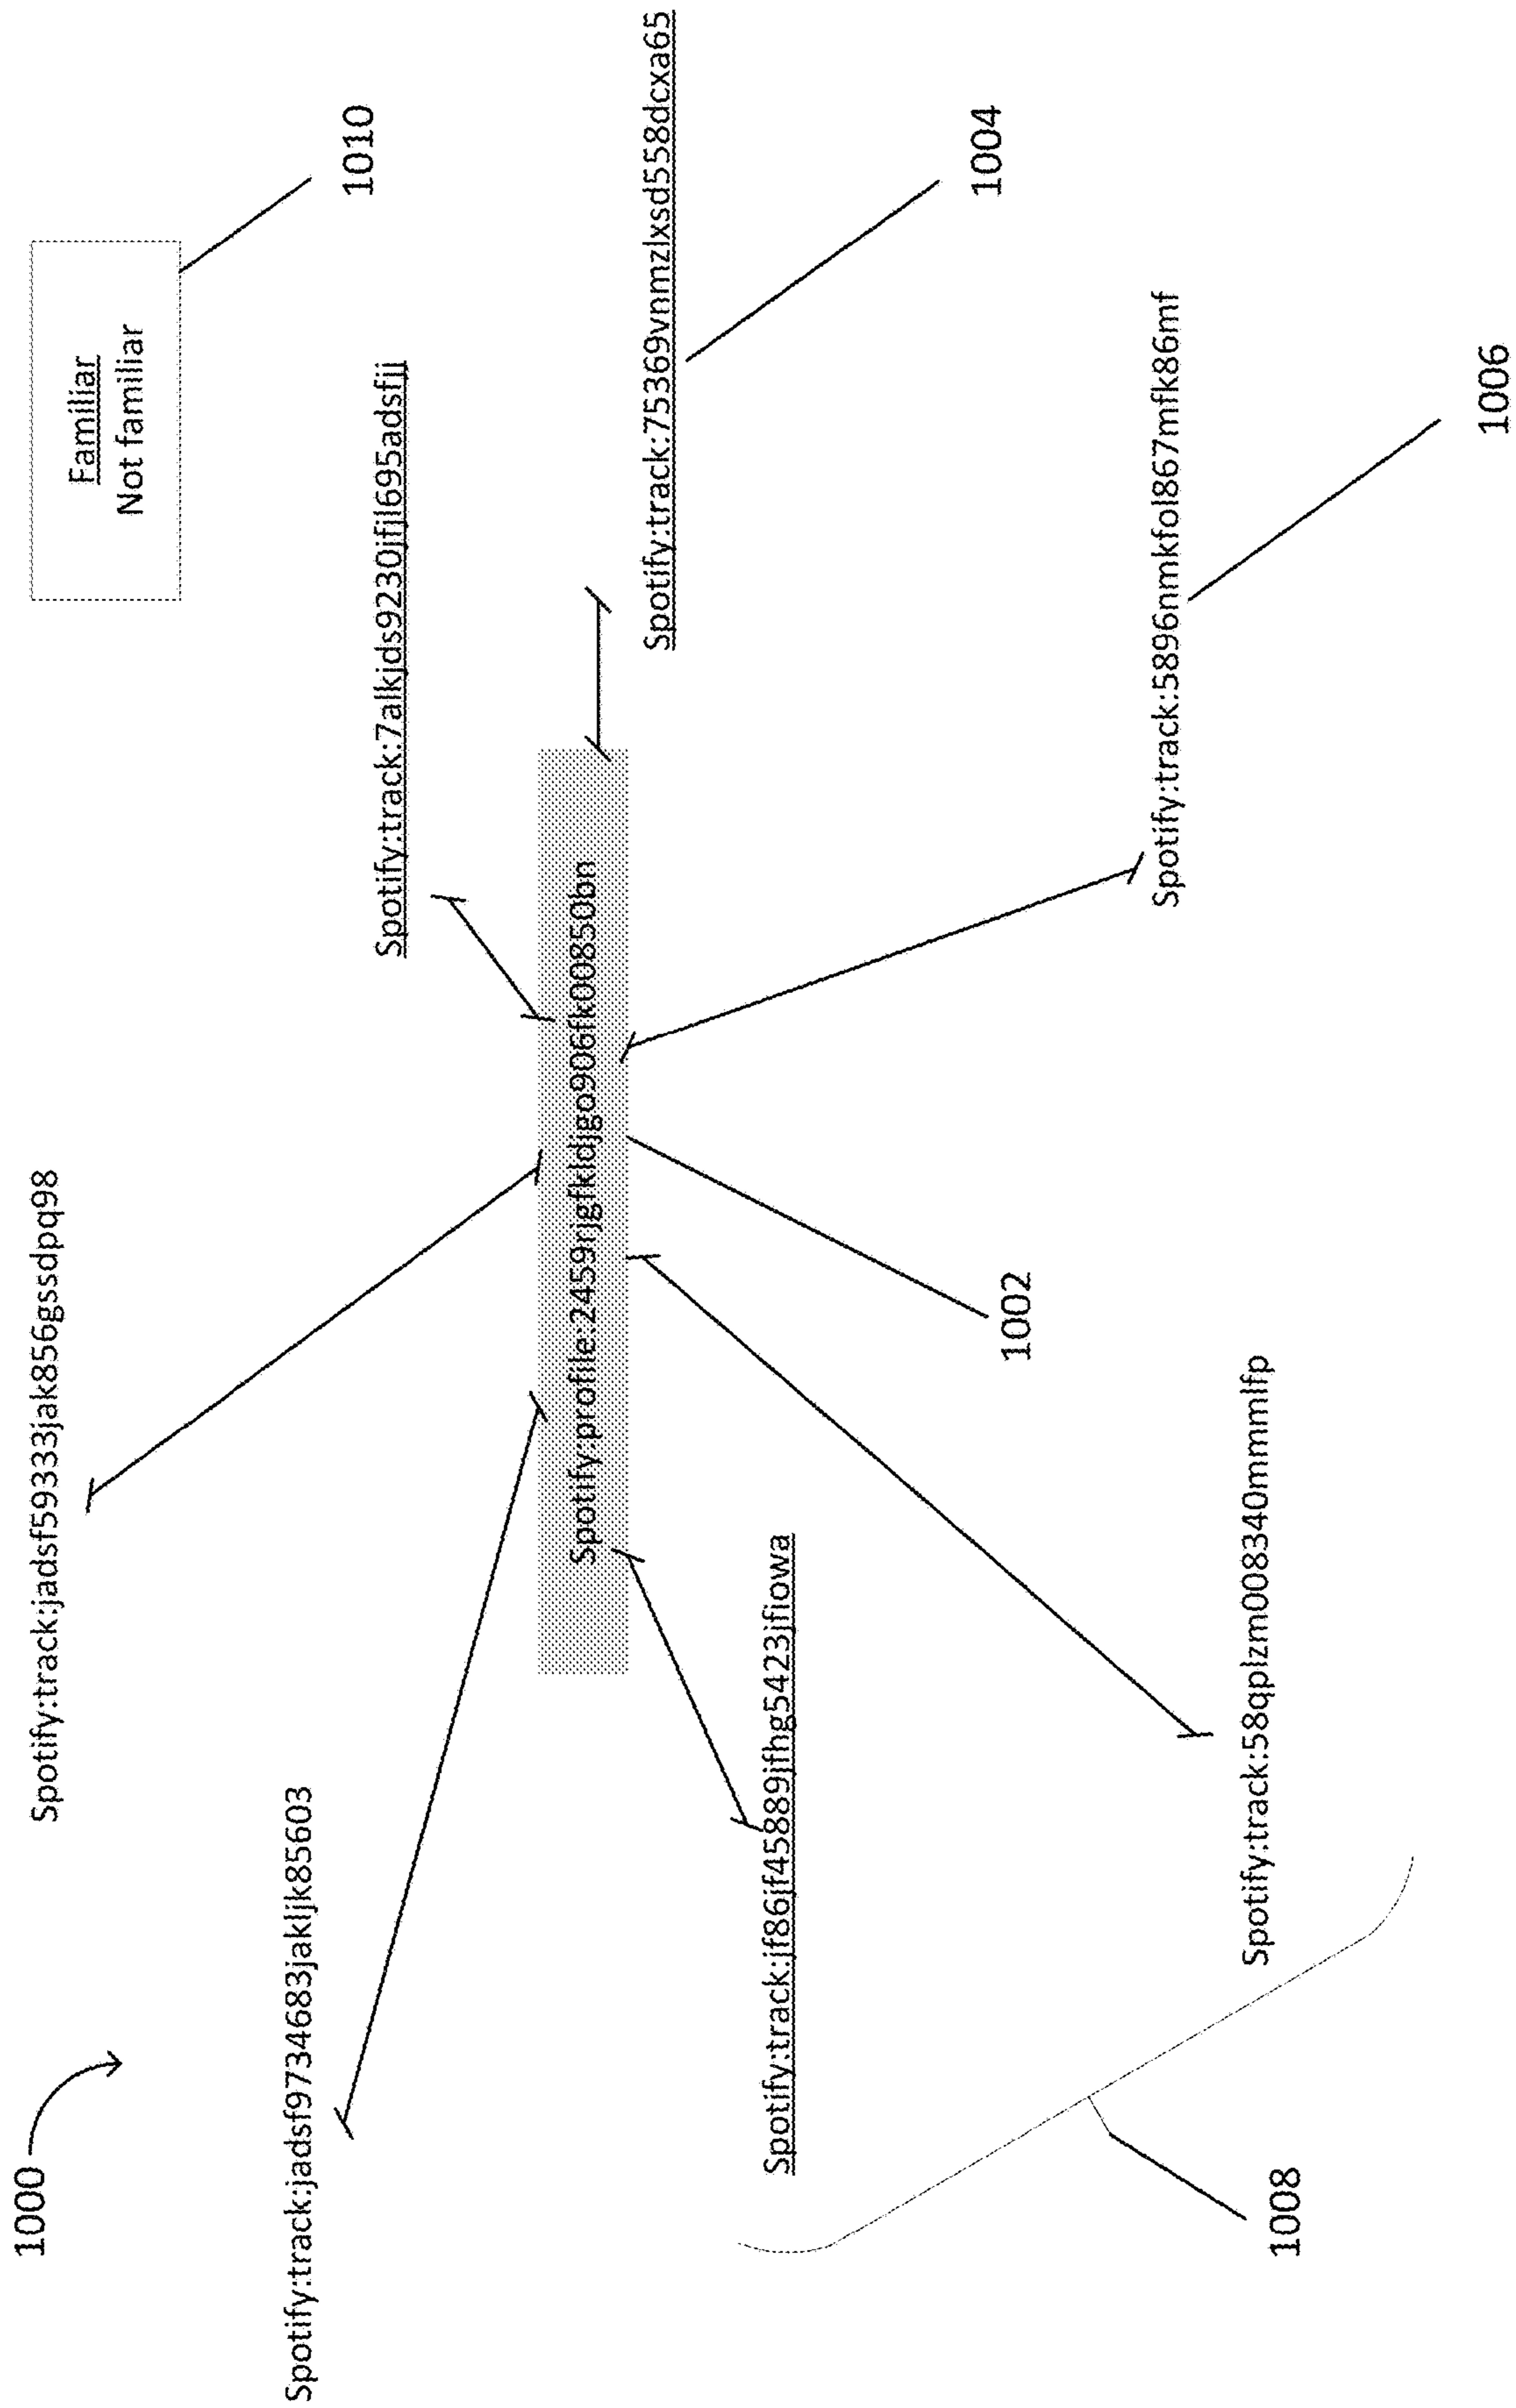 1000
Spotify:track:jadsf59333jak856gssdpq98
Familiar
Not familiar
Spotify:track:jadsf9734683jakljk85603
1010
Spotify:track:7alkjds9230jfjl695adsfjj
Spotify:profile:2459rjgfkldjgo906fk00850bn
Spotify:track:75369vnmzlxsd558dcxa65
Spotify:track:jf86jf45889jfhg5423jfiowa
1004
1002
Spotify:track:5896nmkfol867mfk86mf
Spotify:track:58qplzm008340mmmlfp
1008
1006